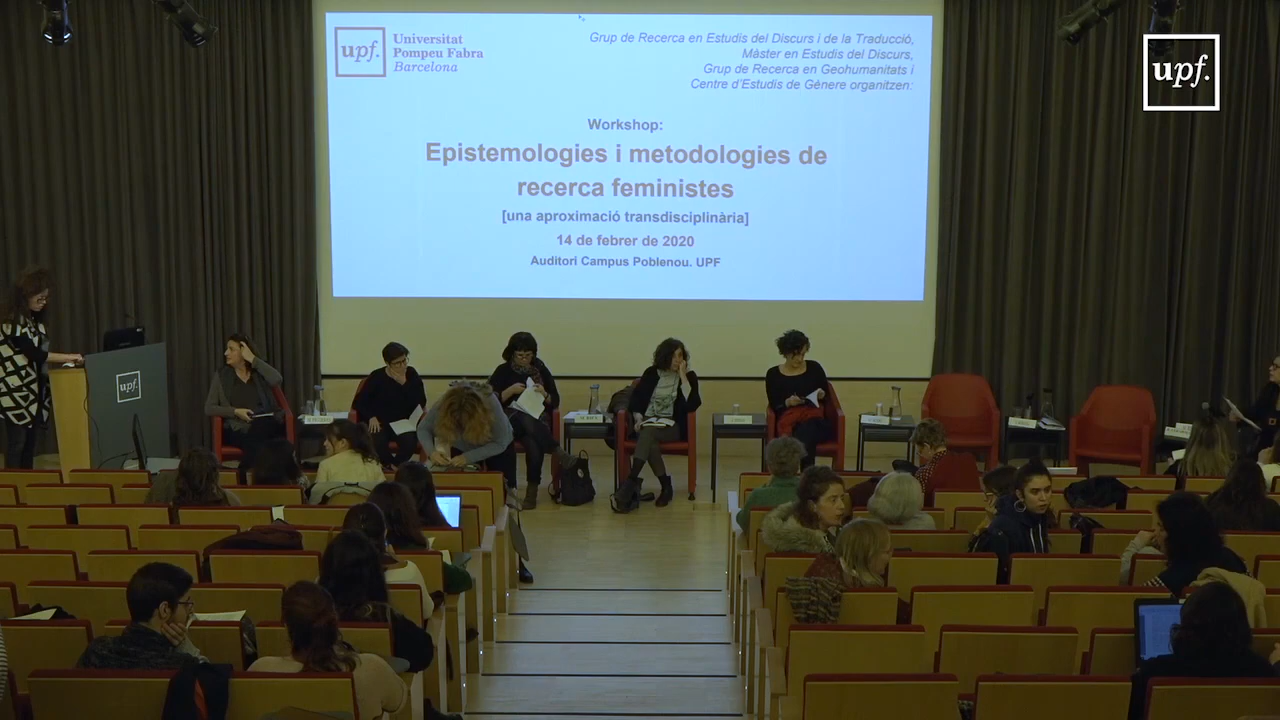 upf.
Universitat
Pompeu Fabra
Barcelona
Grup de Recerca en Estudis del Discurs i de la Traducció,
Màster en Estudis del Discurs,
Grup de Recerca en Geohumanitats i
Centre d'Estudis de Gènere organitzen:
Workshop:
Epistemologies i metodologies de
recerca feministes
[una aproximació transdisciplinària]
14 de febrer de 2020
Auditori Campus Poblenou. UPF
upf.
upf.